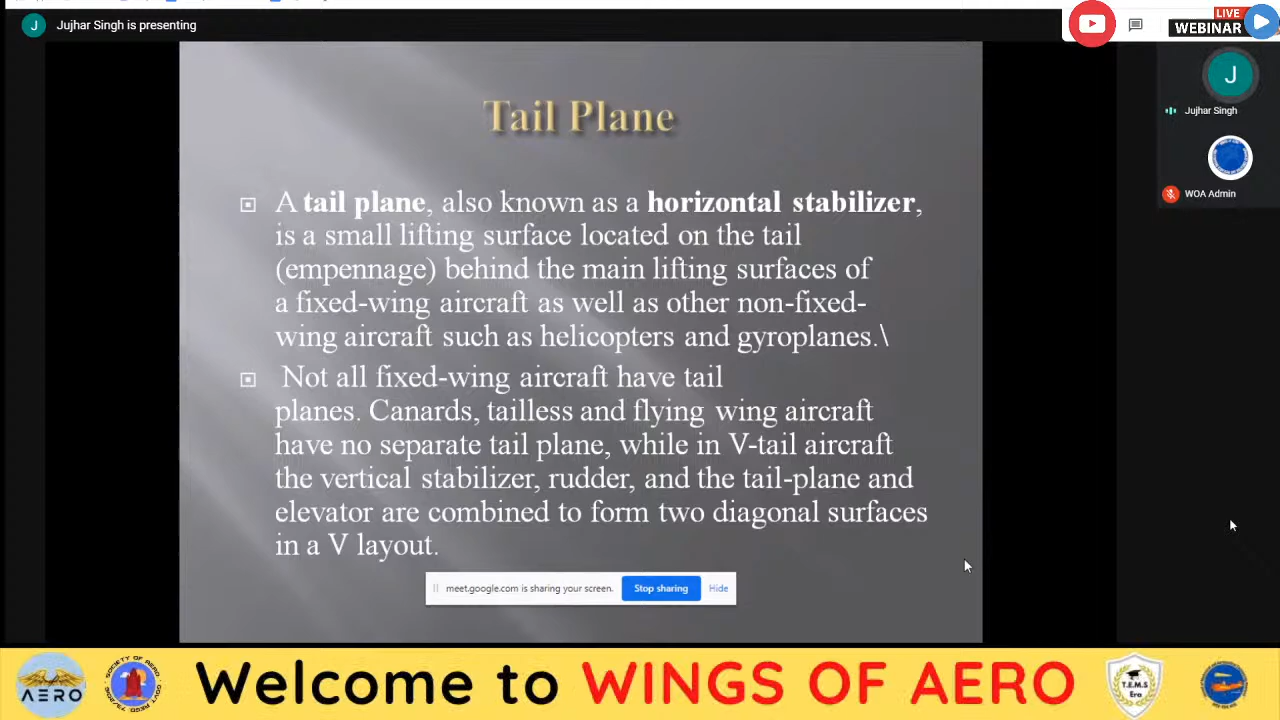 J Jujhar Singh is presenting
LIVE
WEBINAR
J
Jujhar Singh
WOA Admin
Tail Plane
A tail plane, also known as a horizontal stabilizer,
is a small lifting surface located on the tail
(empennage) behind the main lifting surfaces of
a fixed-wing aircraft as well as other non-fixed-
wing aircraft such as helicopters and gyroplanes.\
Not all fixed-wing aircraft have tail
planes. Canards, tailless and flying wing aircraft
have no separate tail plane, while in V-tail aircraft
the vertical stabilizer, rudder, and the tail-plane and
elevator are combined to form two diagonal surfaces
in a V layout.
meet.google.com is sharing your screen. Stop sharing Hide
AERO
Welcome to WINGS OF AERO
T.E.M.S
Era